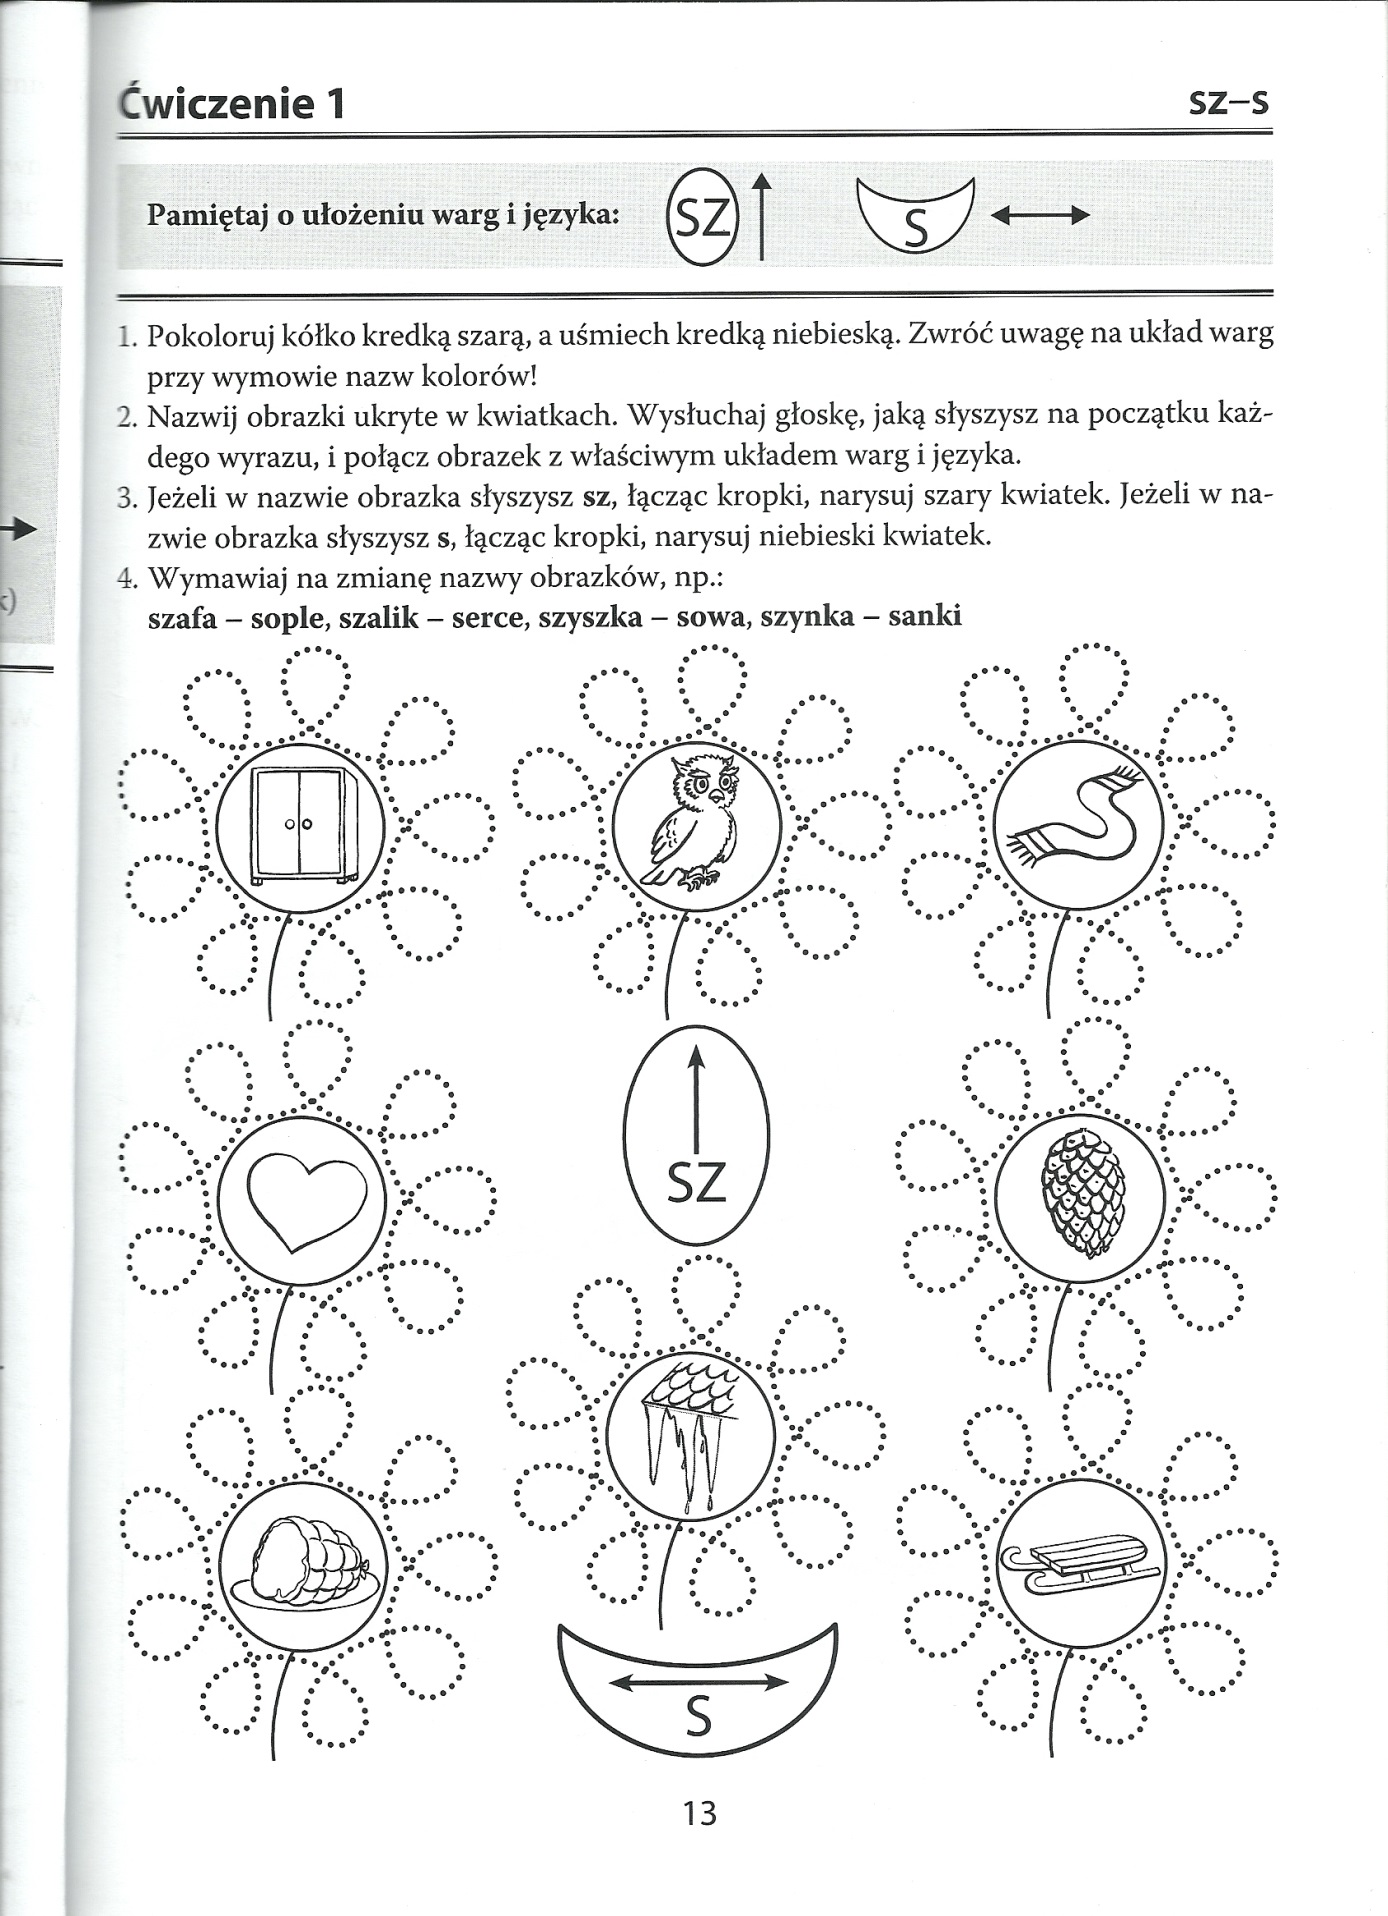 Ćwiczenie 1 sz–s
Pamiętaj o ułożeniu warg i języka: SZ S
1. Pokoloruj kółko kredką szarą, a uśmiech kredką niebieską. Zwróć uwagę na układ warg
przy wymowie nazw kolorów!
2. Nazwij obrazki ukryte w kwiatkach. Wysłuchaj głoskę, jaką słyszysz na początku każ-
dego wyrazu, i połącz obrazek z właściwym układem warg i języka.
3. Jeżeli w nazwie obrazka słyszysz sz, łącząc kropki, narysuj szary kwiatek. Jeżeli w na-
zwie obrazka słyszysz s, łącząc kropki, narysuj niebieski kwiatek.
4. Wymawiaj na zmianę nazwy obrazków, np.:
szafa – sople, szalik – serce, szyszka – sowa, szynka – sanki
SZ
S
13